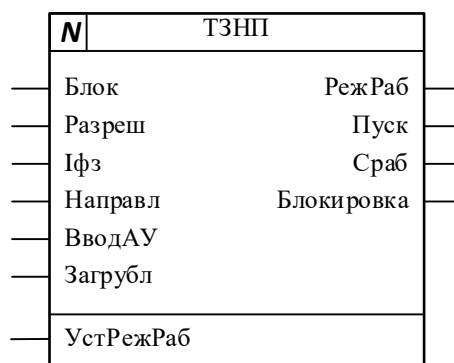 N ТЗНП
Блок РежРаб
Разреш Пуск
Iфз Сраб
Направл Блокировка
ВводАУ
Загрубл
УстРежРаб